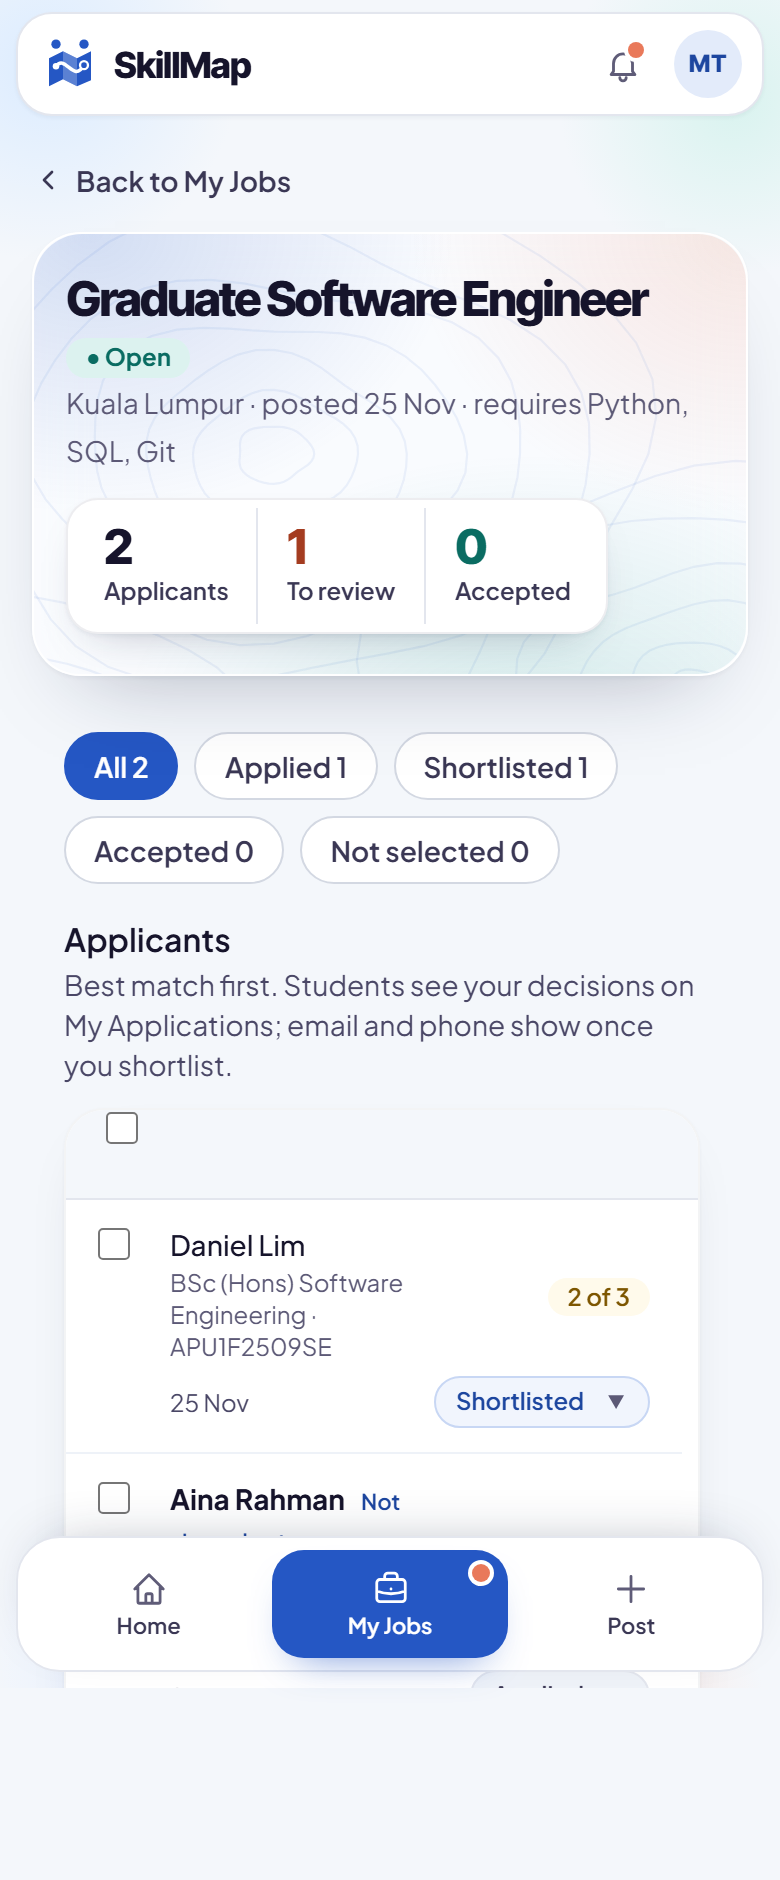 SkillMap
MT
Back to My Jobs
Graduate Software Engineer
• Open
Kuala Lumpur · posted 25 Nov · requires Python,
SQL, Git
2
Applicants
1
To review
0
Accepted
All 2
Applied 1
Shortlisted 1
Accepted 0
Not selected 0
Applicants
Best match first. Students see your decisions on
My Applications; email and phone show once
you shortlist.
Daniel Lim
BSc (Hons) Software
Engineering ·
APU1F2509SE
2 of 3
25 Nov
Shortlisted ▼
Aina Rahman Not
Home
My Jobs
Post